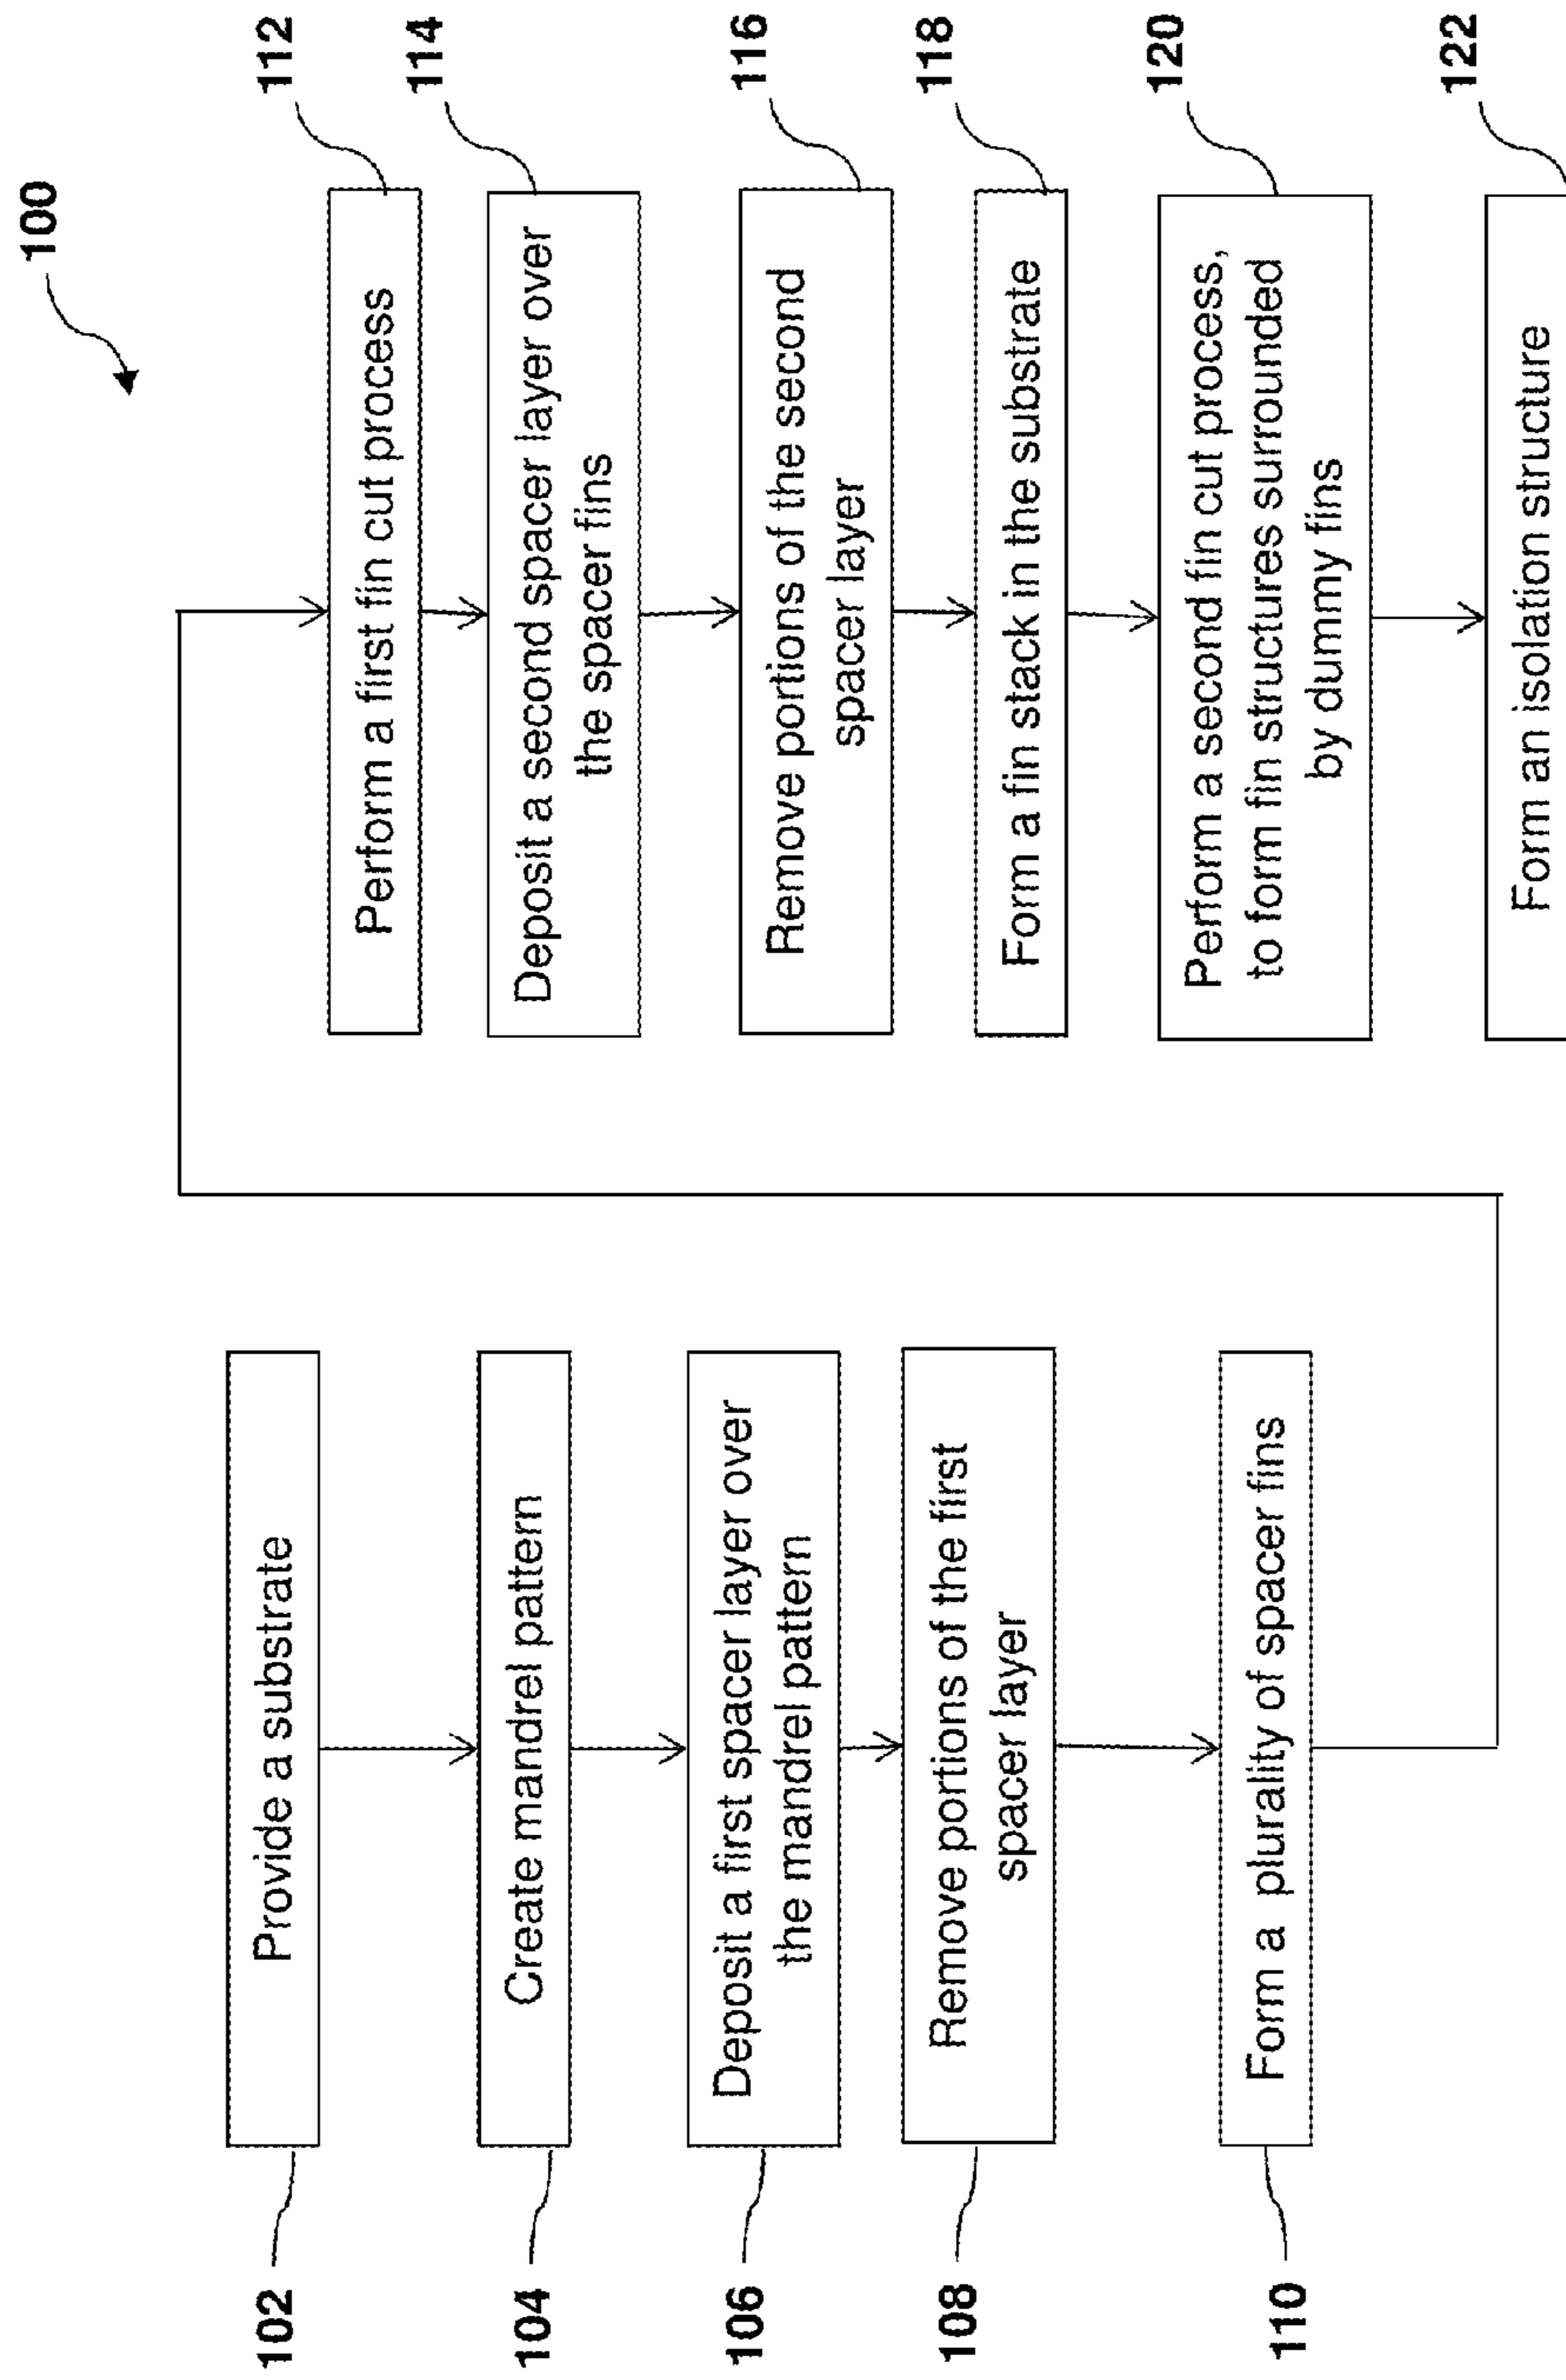 100
102
Provide a substrate
104
Create mandrel pattern
106
Deposit a first spacer layer over
the mandrel pattern
108
Remove portions of the first
spacer layer
110
Form a plurality of spacer fins
112
Perform a first fin cut process
114
Deposit a second spacer layer over
the spacer fins
116
Remove portions of the second
spacer layer
118
Form a fin stack in the substrate
120
Perform a second fin cut process,
to form fin structures surrounded
by dummy fins
122
Form an isolation structure